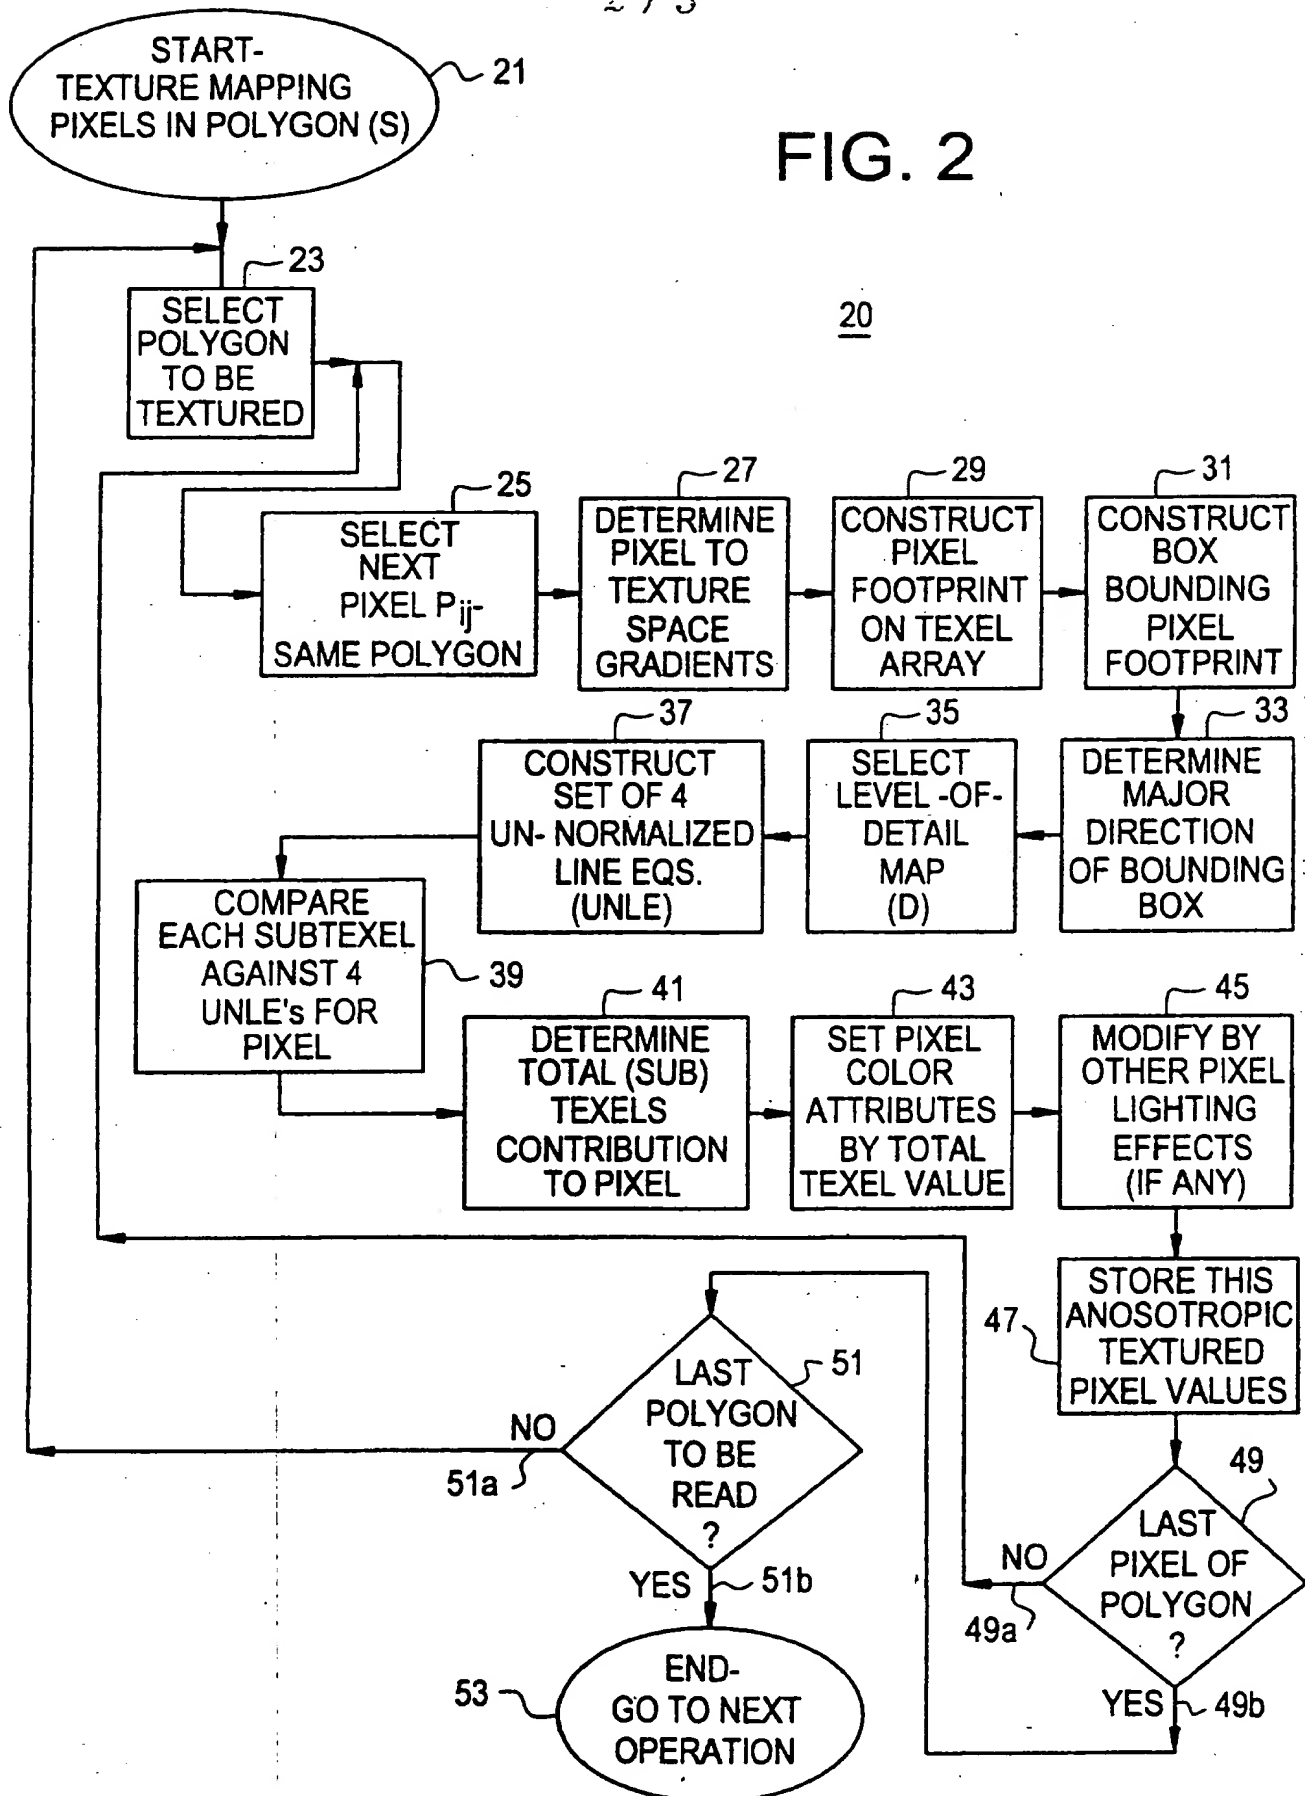 2 / 3
START-
TEXTURE MAPPING
PIXELS IN POLYGON (S)
21
FIG. 2
20
23
SELECT
POLYGON
TO BE
TEXTURED
25
SELECT
NEXT
PIXEL Pij-
SAME POLYGON
27
DETERMINE
PIXEL TO
TEXTURE
SPACE
GRADIENTS
29
CONSTRUCT
PIXEL
FOOTPRINT
ON TEXEL
ARRAY
31
CONSTRUCT
BOX
BOUNDING
PIXEL
FOOTPRINT
33
DETERMINE
MAJOR
DIRECTION
OF BOUNDING
BOX
35
SELECT
LEVEL -OF-
DETAIL
MAP
(D)
37
CONSTRUCT
SET OF 4
UN- NORMALIZED
LINE EQS.
(UNLE)
COMPARE
EACH SUBTEXEL
AGAINST 4
UNLE's FOR
PIXEL
39
41
DETERMINE
TOTAL (SUB)
TEXELS
CONTRIBUTION
TO PIXEL
43
SET PIXEL
COLOR
ATTRIBUTES
BY TOTAL
TEXEL VALUE
45
MODIFY BY
OTHER PIXEL
LIGHTING
EFFECTS
(IF ANY)
47
STORE THIS
ANOSOTROPIC
TEXTURED
PIXEL VALUES
49
LAST
PIXEL OF
POLYGON
?
NO
49a
YES
49b
51
LAST
POLYGON
TO BE
READ
?
NO
51a
YES
51b
53
END-
GO TO NEXT
OPERATION